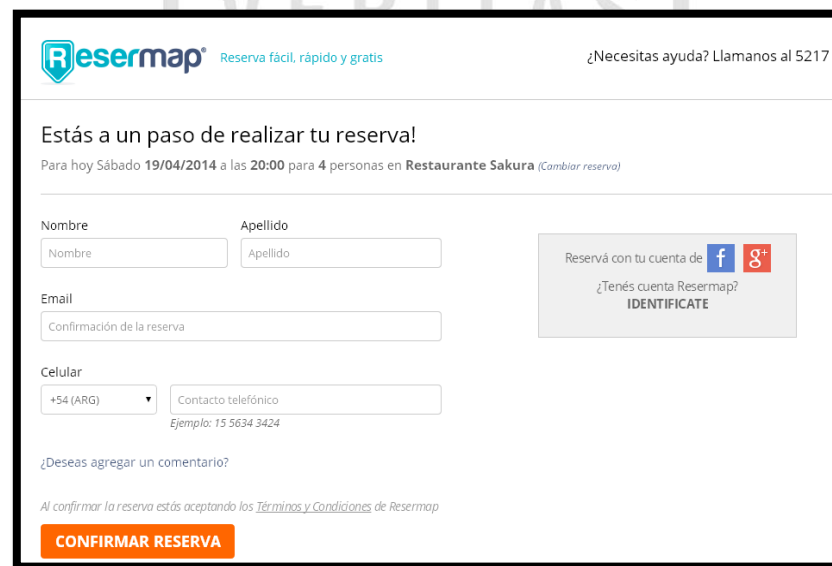 VERITAS
Resermap® Reserva fácil, rápido y gratis
¿Necesitas ayuda? Llamanos al 5217
Estás a un paso de realizar tu reserva!
Para hoy Sábado 19/04/2014 a las 20:00 para 4 personas en Restaurante Sakura (Cambiar reserva)
Nombre Apellido
Nombre Apellido
Email
Confirmación de la reserva
Celular
+54 (ARG) Contacto telefónico
Ejemplo: 15 5634 3424
¿Deseas agregar un comentario?
Al confirmar la reserva estás aceptando los Términos y Condiciones de Resermap
CONFIRMAR RESERVA
Reservá con tu cuenta de f g+
¿Tenés cuenta Resermap?
IDENTIFICATE